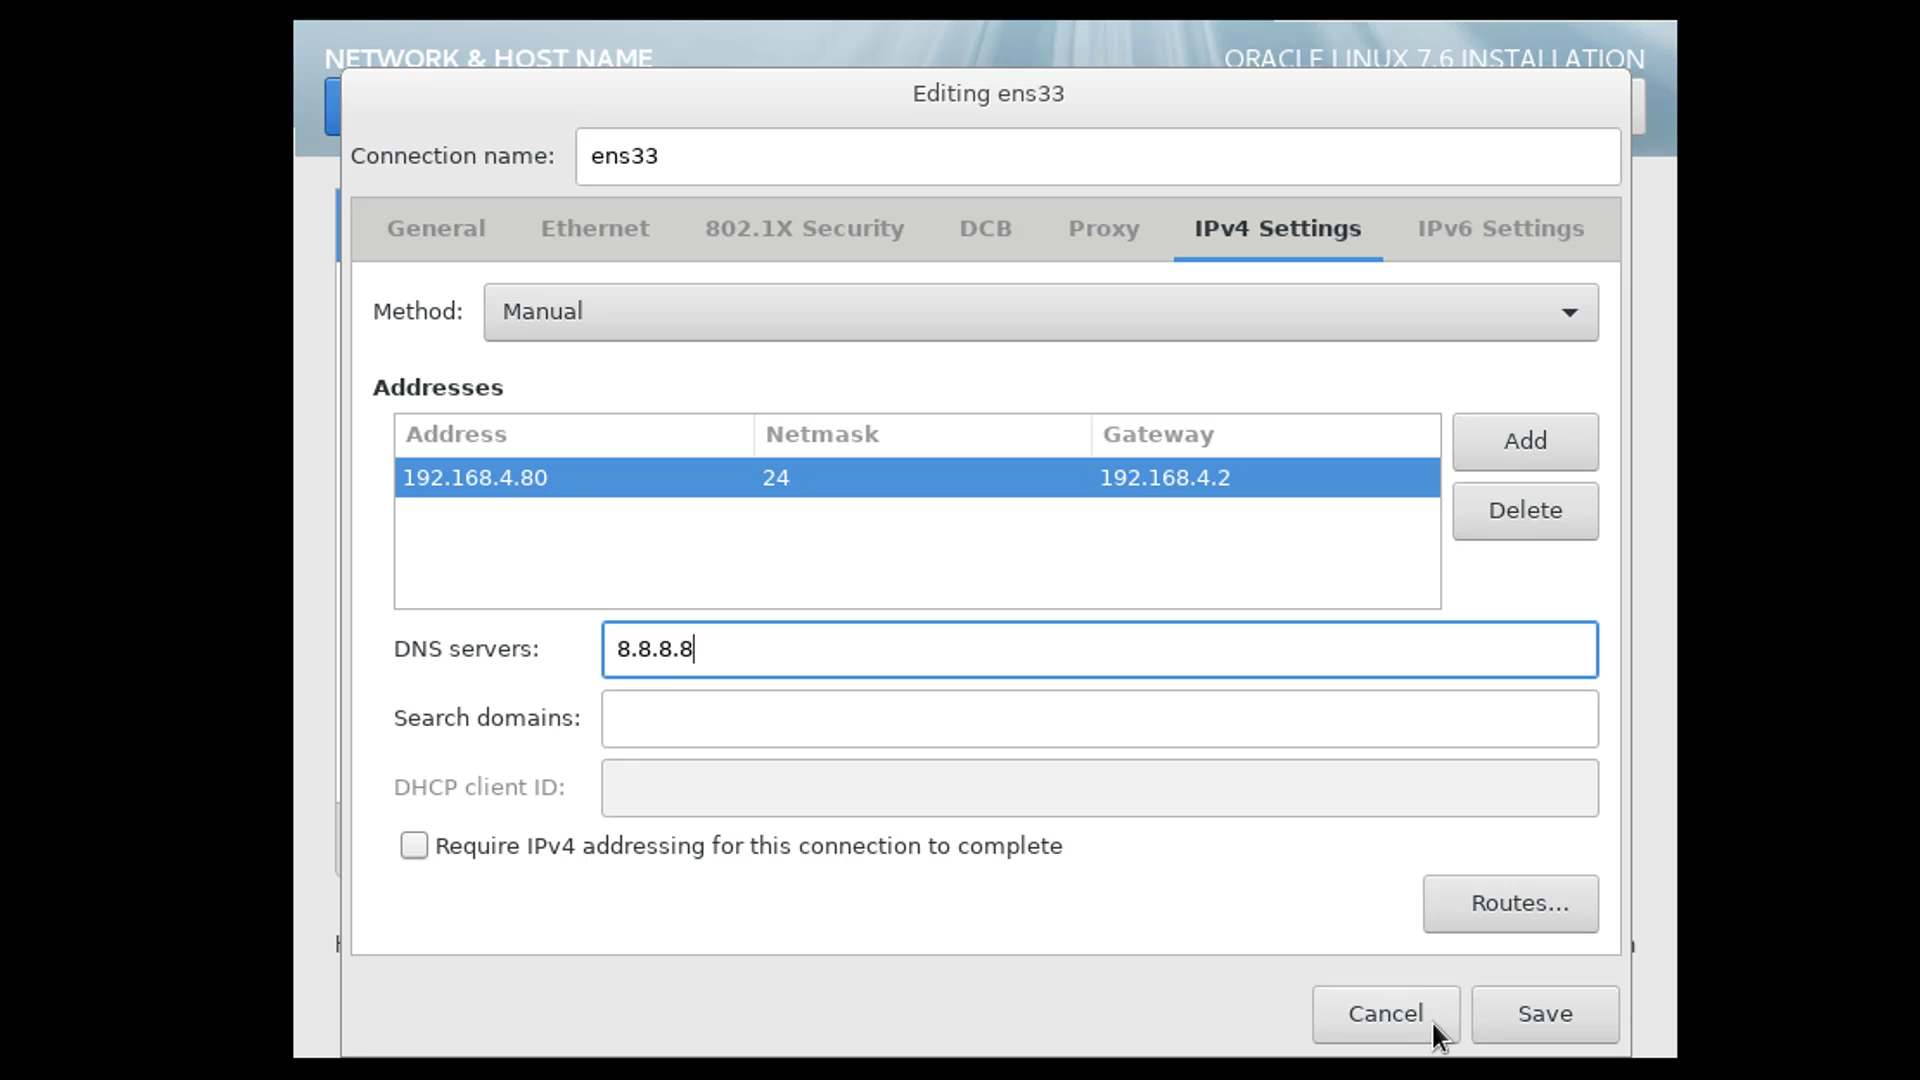 NETWORK & HOST NAME
ORACLE LINUX 7.6 INSTALLATION
Editing ens33
Connection name: ens33
General Ethernet 802.1X Security DCB Proxy IPv4 Settings IPv6 Settings
Method: Manual
Addresses
Address Netmask Gateway
192.168.4.80 24 192.168.4.2
Add
Delete
DNS servers: 8.8.8.8
Search domains:
DHCP client ID:
Require IPv4 addressing for this connection to complete
Routes...
Cancel Save